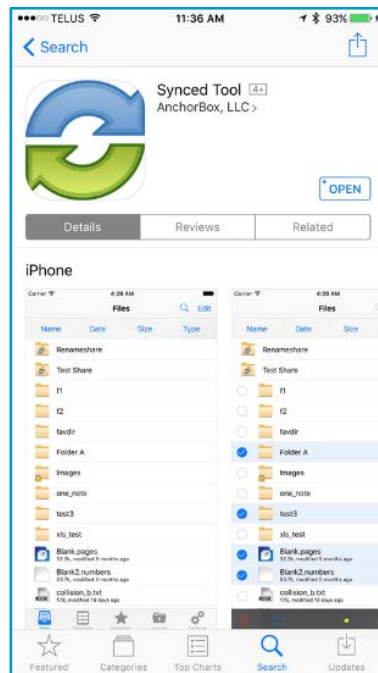 TELUS 11:36 AM 93%
Search
Synced Tool 4+
AnchorBox, LLC >
+ OPEN
Details Reviews Related
iPhone
Carrier 4:28 AM
Files Edit
Name Date Size Type
Renameshare
Test Share
f1
f2
favdir
Folder A
Images
one_note
test3
xls_test
Blank.pages
Blank2.numbers
collision_b.txt
Carrier 4:28 AM
Files
Name Date Size
Renameshare
Test Share
f1
f2
favdir
Folder A
Images
one_note
test3
xls_test
Blank.pages
Blank2.numbers
collision_b.txt
Featured Categories Top Charts Search Updates